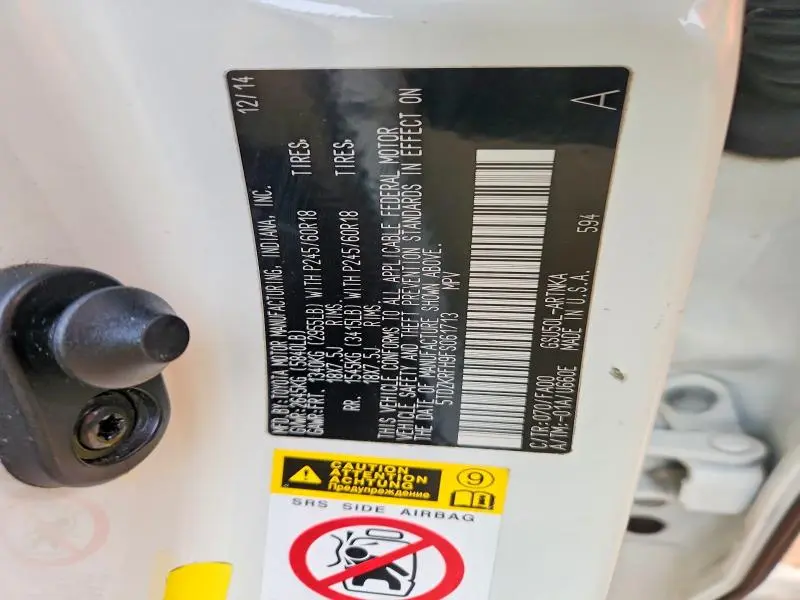 MFD.BY: TOYOTA MOTOR MANUFACTURING, INDIANA, INC. 12/14
GVWR 2645KG (5840LB)
GAWR FRT. 1340KG (2955LB) WITH P245/60R18 TIRES,
18X7.5J RIMS,
RR. 1545KG (3415LB) WITH P245/60R18 TIRES,
18X7.5J RIMS,
THIS VEHICLE CONFORMS TO ALL APPLICABLE FEDERAL MOTOR
VEHICLE SAFETY AND THEFT PREVENTION STANDARDS IN EFFECT ON
THE DATE OF MANUFACTURE SHOWN ABOVE.
5TDZKRFH9FS061713 MPV
C/TR:070/FA00 GSU50L-ARTNKA
A/TM:-01A/U660E MADE IN U.S.A. 594 A
CAUTION
ATTENTION
ACHTUNG
Предупреждение
9
i
SRS SIDE AIRBAG